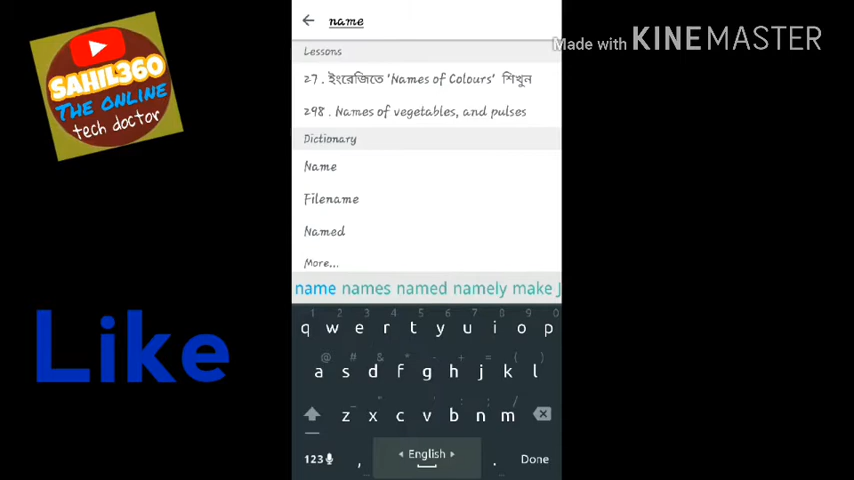 name
Made with KINEMASTER
SAHIL360
THE ONLINE
tech doctor
Lessons
27 . ইংরেজিতে 'Names of Colours' শিখুন
298 . Names of vegetables, and pulses
Dictionary
Name
Filename
Named
More...
name names named namely make J
Like
1 2 3 4 5 6 7 8 9 0
q w e r t y u i o p
@ # & * - + = ( )
a s d f g h j k l
_ " ' : ; /
z x c v b n m
123 , English . Done